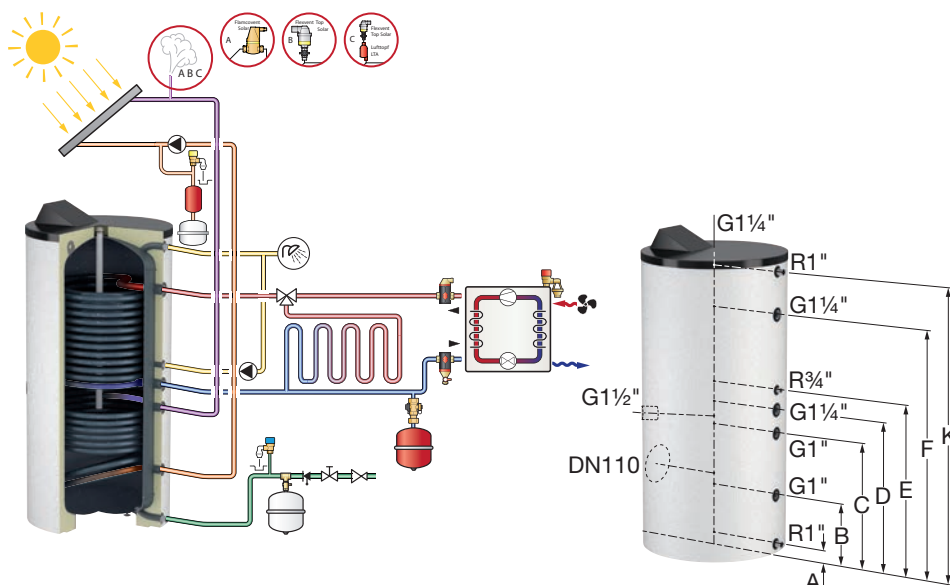 Flamcovent
Solar
A
Flexvent Top
Solar
B
Flexvent
Top Solar
C
Luftttopf
LTA
A B C
G1¼"
R1"
G1¼"
R¾"
G1½"
G1¼"
G1"
DN110
G1"
R1"
A
B
C
D
E
F
K